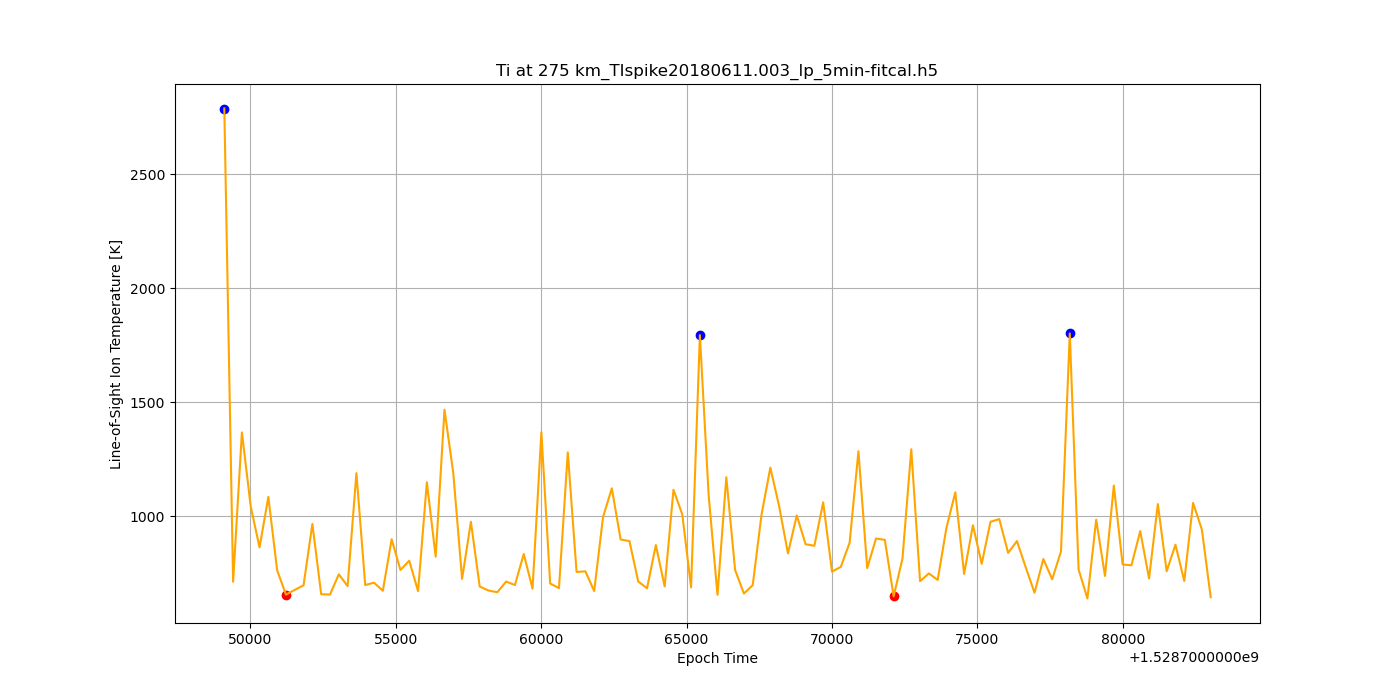 Ti at 275 km_TIspike20180611.003_lp_5min-fitcal.h5
Line-of-Sight Ion Temperature [K]
2500
2000
1500
1000
50000 55000 60000 65000 70000 75000 80000
Epoch Time
+1.5287000000e9